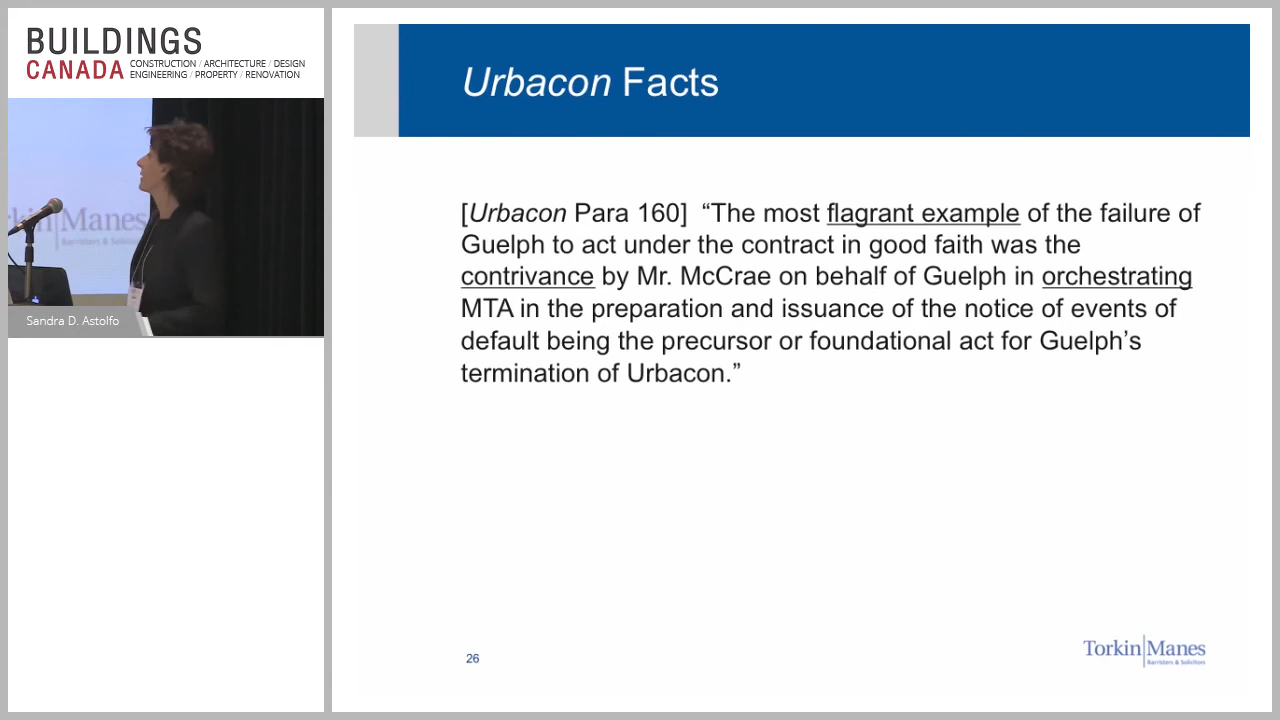 BUILDINGS
CANADA
CONSTRUCTION / ARCHITECTURE / DESIGN
ENGINEERING / PROPERTY / RENOVATION
Manes
Barristers & Solicitors
Sandra D. Astolfo
Urbacon Facts
[Urbacon Para 160] “The most flagrant example of the failure of
Guelph to act under the contract in good faith was the
contrivance by Mr. McCrae on behalf of Guelph in orchestrating
MTA in the preparation and issuance of the notice of events of
default being the precursor or foundational act for Guelph’s
termination of Urbacon.”
26
Torkin Manes
Barristers & Solicitors